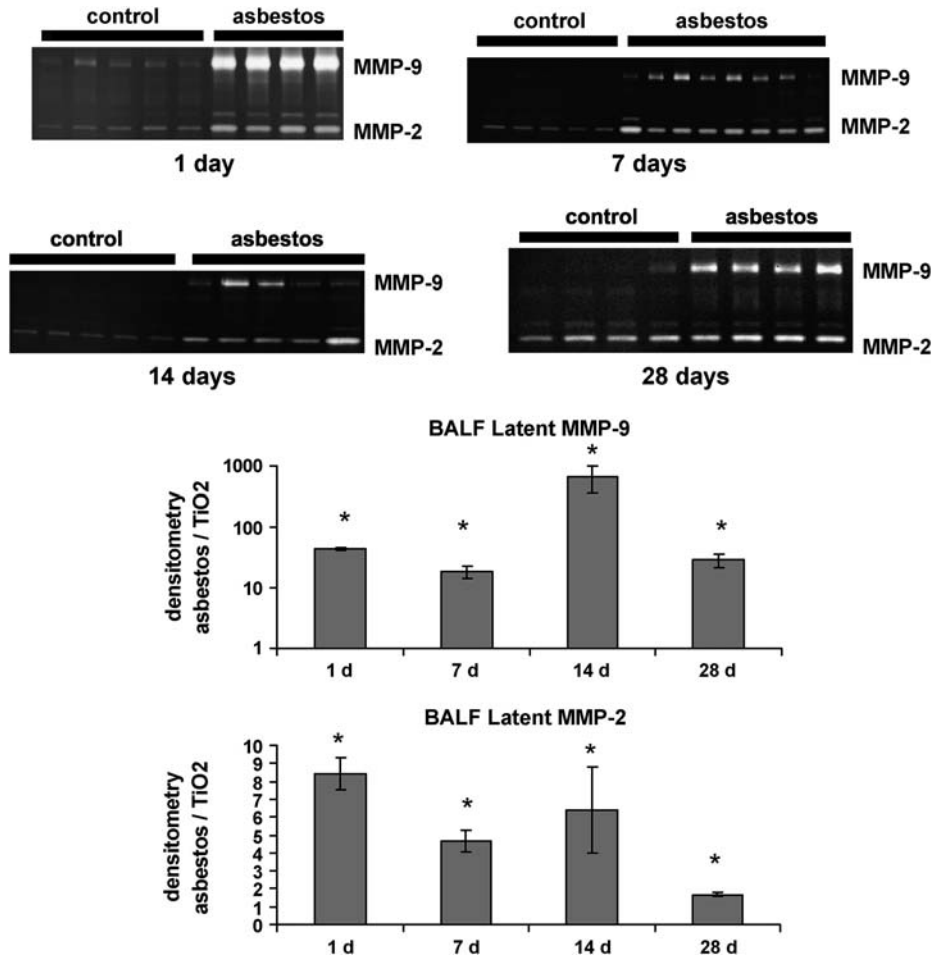 control asbestos
MMP-9
MMP-2
1 day
control asbestos
MMP-9
MMP-2
7 days
control asbestos
MMP-9
MMP-2
14 days
control asbestos
MMP-9
MMP-2
28 days
BALF Latent MMP-9
densitometry
asbestos / TiO2
1000
100
10
1
1 d 7 d 14 d 28 d
* * * *
BALF Latent MMP-2
densitometry
asbestos / TiO2
10
9
8
7
6
5
4
3
2
1
0
1 d 7 d 14 d 28 d
* * * *